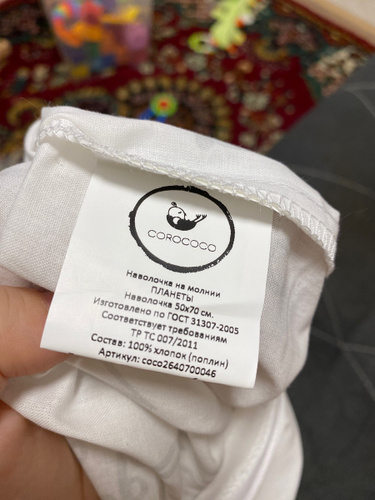 COROCOCO
Наволочка на молнии
ПЛАНЕТЫ
Наволочка 50х70 см.
Изготовлено по ГОСТ 31307-2005
Соответствует требованиям
ТР ТС 007/2011
Состав: 100% хлопок (поплин)
Артикул: coco2640700046